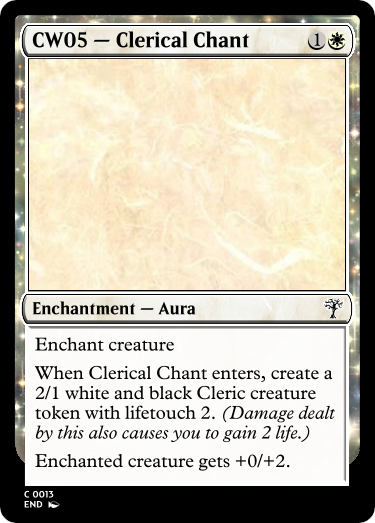 CW05 — Clerical Chant 1
Enchantment — Aura
Enchant creature
When Clerical Chant enters, create a
2/1 white and black Cleric creature
token with lifetouch 2. (Damage dealt
by this also causes you to gain 2 life.)
Enchanted creature gets +0/+2.
C 0013
END